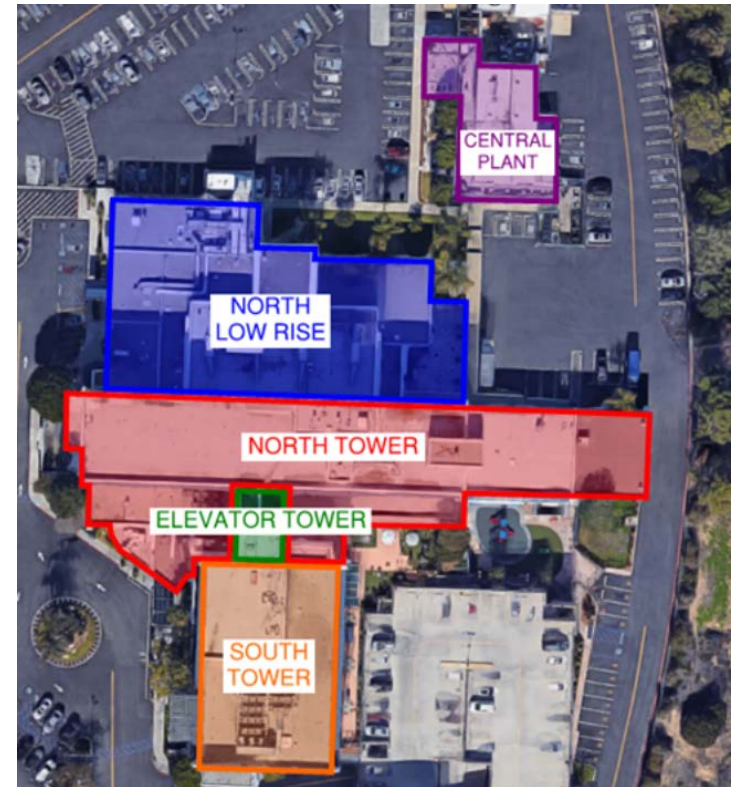 CENTRAL
PLANT
NORTH
LOW RISE
NORTH TOWER
ELEVATOR TOWER
SOUTH
TOWER